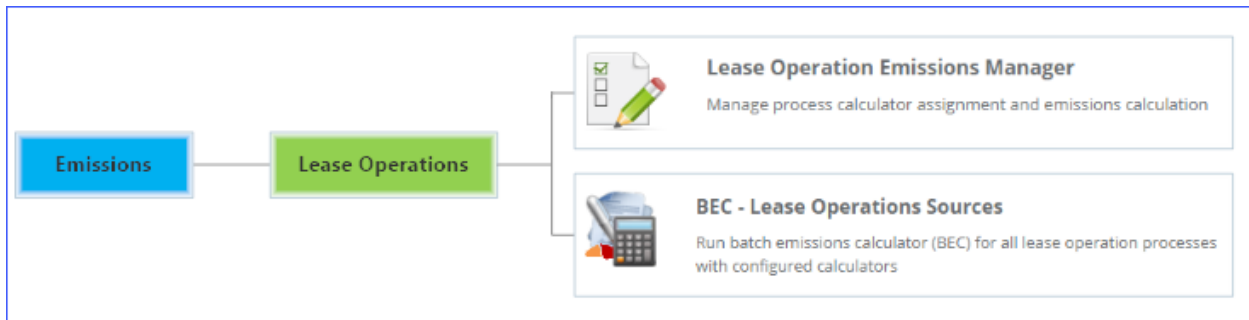 Emissions
Lease Operations
Lease Operation Emissions Manager
Manage process calculator assignment and emissions calculation
BEC - Lease Operations Sources
Run batch emissions calculator (BEC) for all lease operation processes
with configured calculators